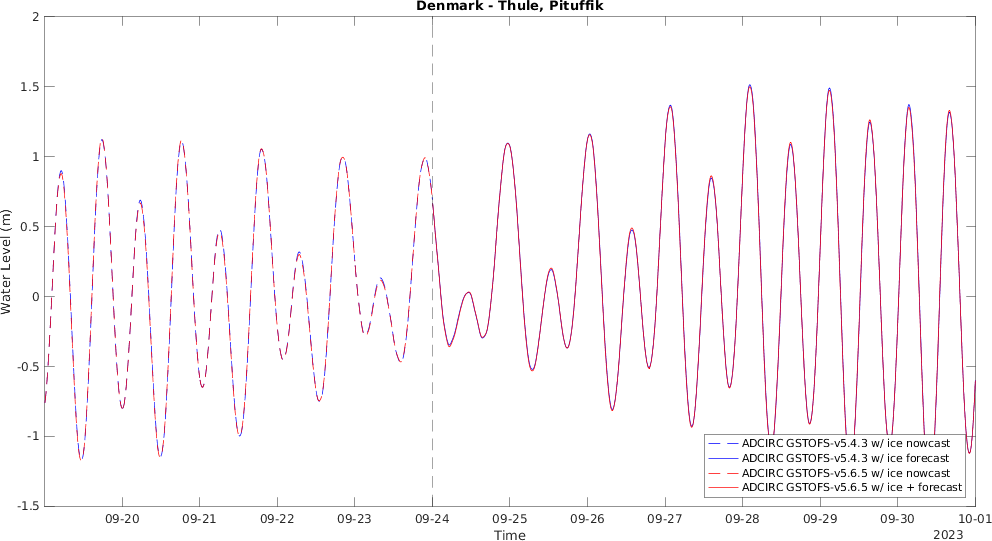 Denmark - Thule, Pituffik
2
1.5
1
0.5
0
-0.5
-1
-1.5
Water Level (m)
ADCIRC GSTOFS-v5.4.3 w/ ice nowcast
ADCIRC GSTOFS-v5.4.3 w/ ice forecast
ADCIRC GSTOFS-v5.6.5 w/ ice nowcast
ADCIRC GSTOFS-v5.6.5 w/ ice + forecast
09-20 09-21 09-22 09-23 09-24 09-25 09-26 09-27 09-28 09-29 09-30 10-01
Time
2023